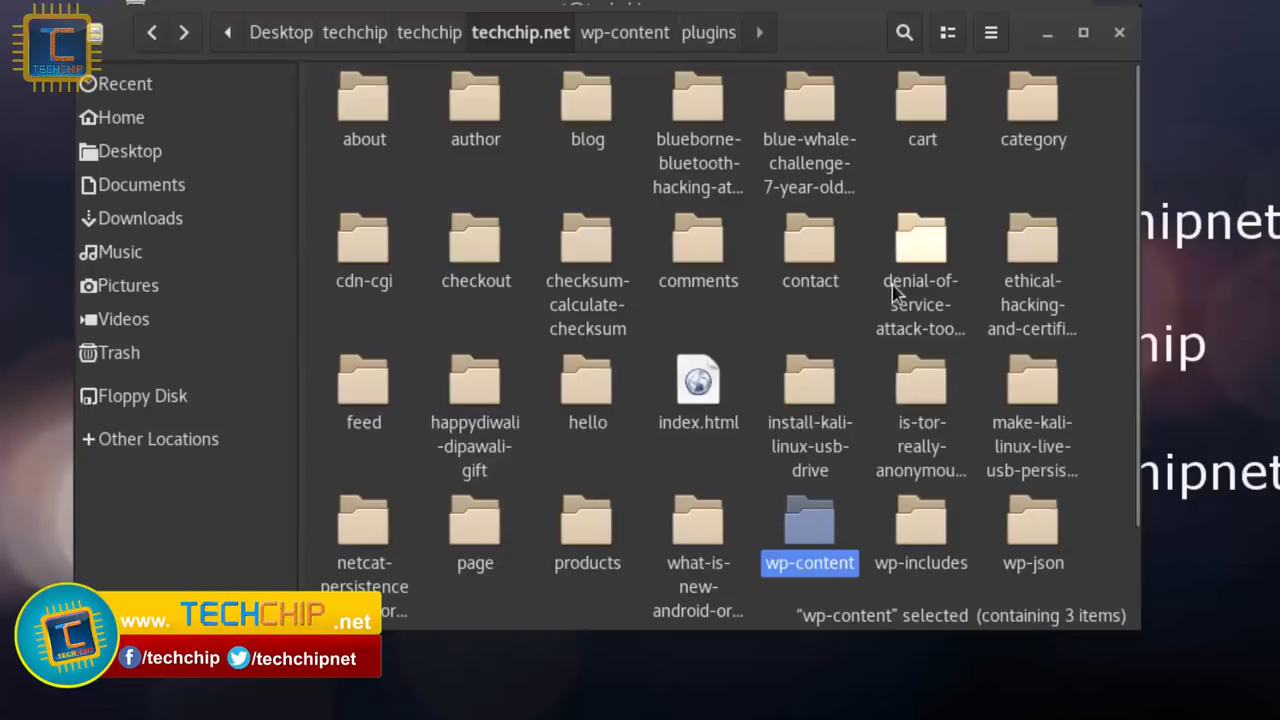 TECHCHIP
Desktop techchip techchip techchip.net wp-content plugins
Recent
Home
Desktop
Documents
Downloads
Music
Pictures
Videos
Trash
Floppy Disk
Other Locations
about
author
blog
blueborne-
bluetooth-
hacking-at...
blue-whale-
challenge-
7-year-old...
cart
category
cdn-cgi
checkout
checksum-
calculate-
checksum
comments
contact
denial-of-
service-
attack-too...
ethical-
hacking-
and-certifi...
feed
happydiwali
-dipawali-
gift
hello
index.html
install-kali-
linux-usb-
drive
is-tor-
really-
anonymou...
make-kali-
linux-live-
usb-persis...
netcat-
persistence
or...
page
products
what-is-
new-
android-or...
wp-content
wp-includes
wp-json
"wp-content" selected (containing 3 items)
hipnet
hip
hipnet
TECHCHIP
www. TECHCHIP .net
/techchip /techchipnet